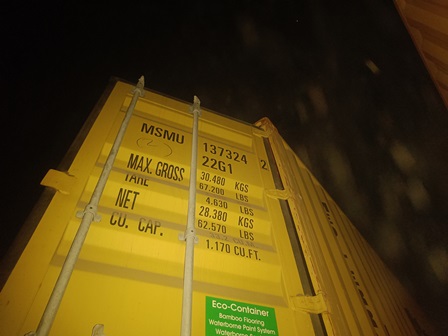 MSMU 137324 2
22G1
MAX. GROSS 30.480 KGS
67.200 LBS
TARE
4.630 LBS
NET 28.380 KGS
62.570 LBS
CU. CAP.
1.170 CU.FT.
Eco-Container
Bamboo Flooring
Waterborne Paint System